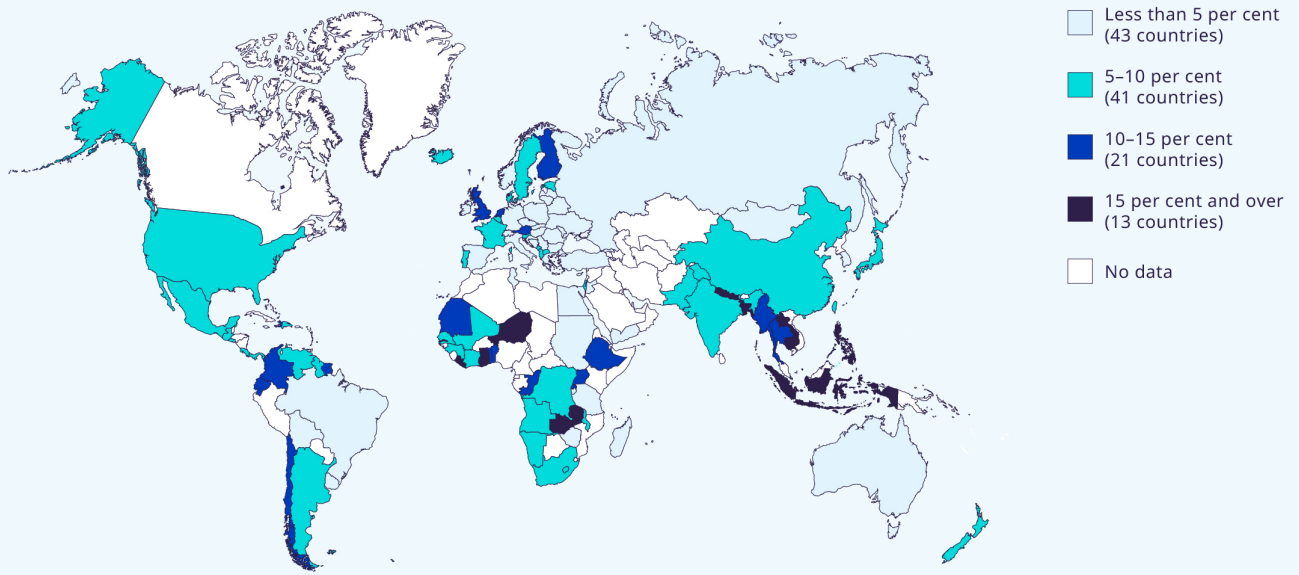 Less than 5 per cent
(43 countries)
5–10 per cent
(41 countries)
10–15 per cent
(21 countries)
15 per cent and over
(13 countries)
No data